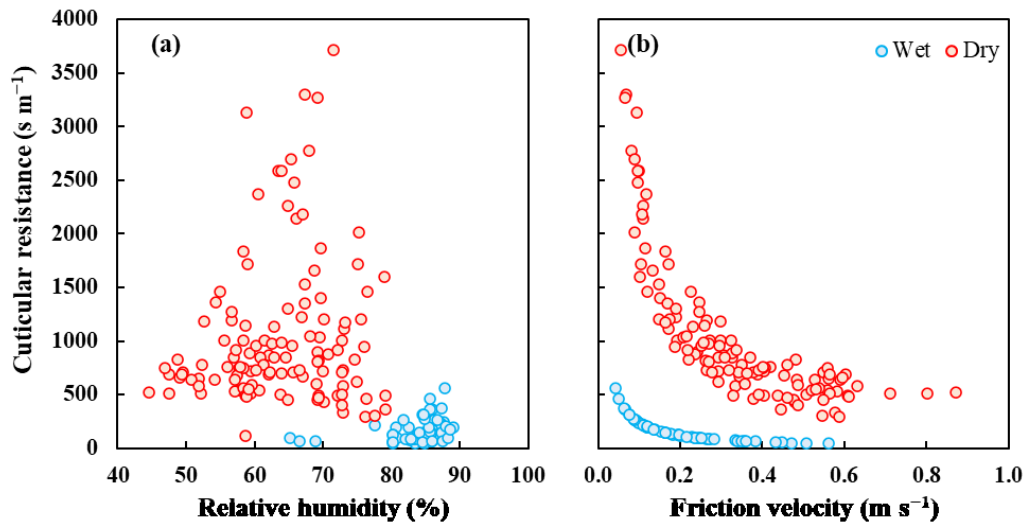 Cuticular resistance (s m⁻¹)
4000
3500
3000
2500
2000
1500
1000
500
0
(a)
40 50 60 70 80 90 100
Relative humidity (%)
(b)
Wet Dry
0.0 0.2 0.4 0.6 0.8 1.0
Friction velocity (m s⁻¹)